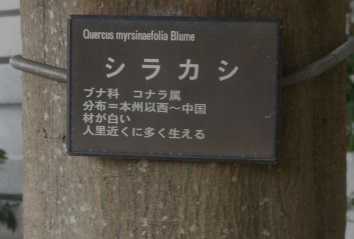 Quercus myrsinaefolia Blume
シラカシ
ブナ科　コナラ属
分布＝本州以西～中国
材が白い
人里近くに多く生える